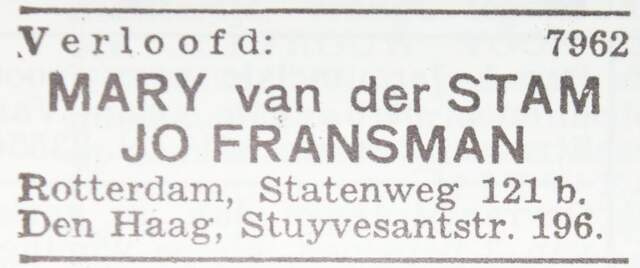 Verloofd: 7962
MARY van der STAM
JO FRANSMAN
Rotterdam, Statenweg 121 b.
Den Haag, Stuyvesantstr. 196.